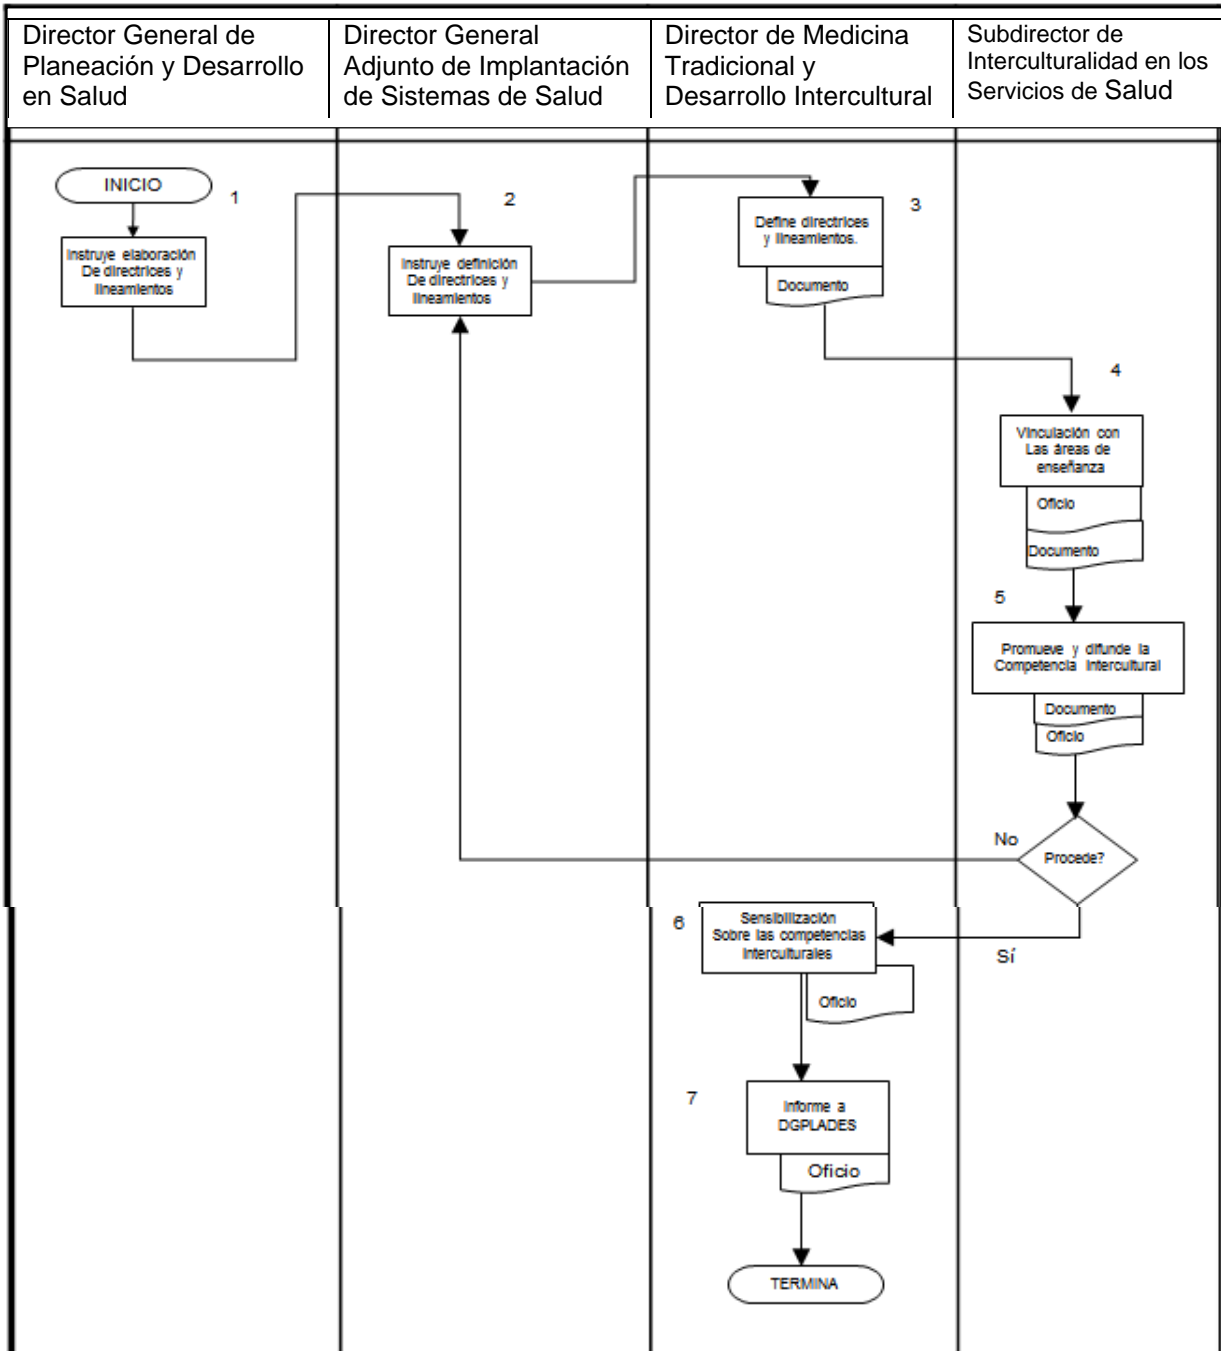 Director General de
Planeación y Desarrollo
en Salud
Director General
Adjunto de Implantación
de Sistemas de Salud
Director de Medicina
Tradicional y
Desarrollo Intercultural
Subdirector de
Interculturalidad en los
Servicios de Salud
INICIO
1
Instruye elaboración
De directrices y
lineamientos
2
Instruye definición
De directrices y
lineamientos
3
Define directrices
y lineamientos.
Documento
4
Vinculación con
Las áreas de
enseñanza
Oficio
Documento
5
Promueve y difunde la
Competencia Intercultural
Documento
Oficio
No
Procede?
Sí
6
Sensibilización
Sobre las competencias
Interculturales
Oficio
7
Informe a
DGPLADES
Oficio
TERMINA